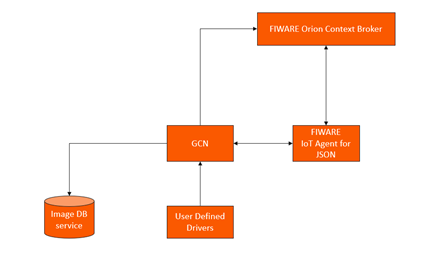 FIWARE Orion Context Broker
GCN
FIWARE
IoT Agent for
JSON
Image DB
service
User Defined
Drivers